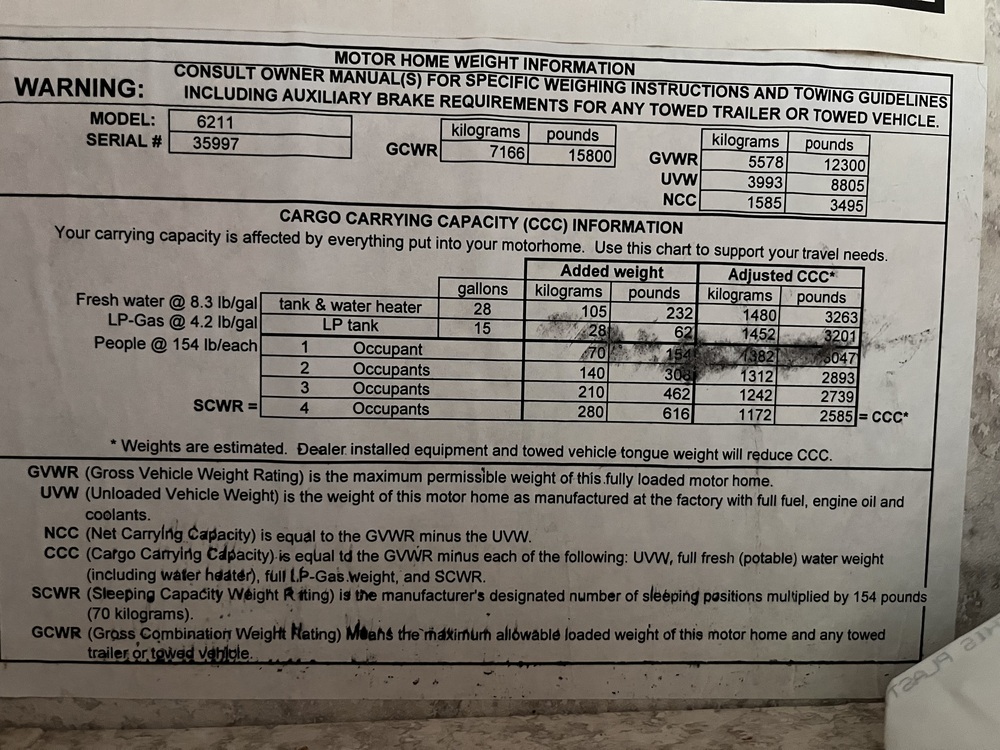 MOTOR HOME WEIGHT INFORMATION
WARNING: CONSULT OWNER MANUAL(S) FOR SPECIFIC WEIGHING INSTRUCTIONS AND TOWING GUIDELINES
INCLUDING AUXILIARY BRAKE REQUIREMENTS FOR ANY TOWED TRAILER OR TOWED VEHICLE.
MODEL: 6211
SERIAL # 35997
kilograms pounds
GCWR 7166 15800
kilograms pounds
GVWR 5578 12300
UVW 3993 8805
NCC 1585 3495
CARGO CARRYING CAPACITY (CCC) INFORMATION
Your carrying capacity is affected by everything put into your motorhome. Use this chart to support your travel needs.
Added weight Adjusted CCC*
gallons kilograms pounds kilograms pounds
Fresh water @ 8.3 lb/gal tank & water heater 28 105 232 1480 3263
LP-Gas @ 4.2 lb/gal LP tank 15 28 62 1452 3201
People @ 154 lb/each 1 Occupant 70 154 1382 3047
2 Occupants 140 308 1312 2893
3 Occupants 210 462 1242 2739
SCWR = 4 Occupants 280 616 1172 2585 = CCC*
* Weights are estimated. Dealer installed equipment and towed vehicle tongue weight will reduce CCC.
GVWR (Gross Vehicle Weight Rating) is the maximum permissible weight of this fully loaded motor home.
UVW (Unloaded Vehicle Weight) is the weight of this motor home as manufactured at the factory with full fuel, engine oil and
coolants.
NCC (Net Carrying Capacity) is equal to the GVWR minus the UVW.
CCC (Cargo Carrying Capacity) is equal to the GVWR minus each of the following: UVW, full fresh (potable) water weight
(including water heater), full LP-Gas weight, and SCWR.
SCWR (Sleeping Capacity Weight Rating) is the manufacturer's designated number of sleeping positions multiplied by 154 pounds
(70 kilograms).
GCWR (Gross Combination Weight Rating) Means the maximum allowable loaded weight of this motor home and any towed
trailer or towed vehicle.